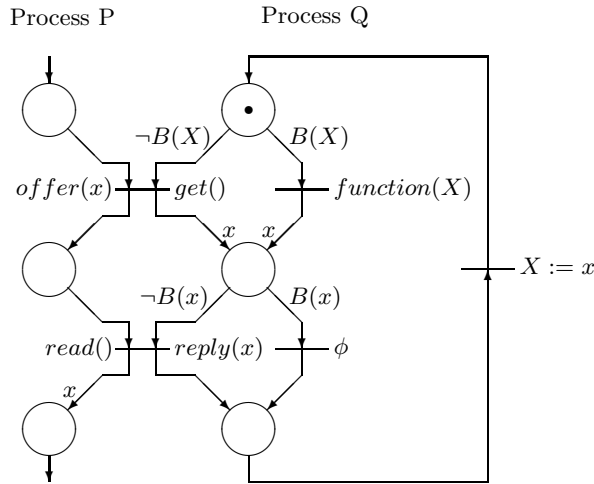 Process P Process Q
¬B(X) B(X)
offer(x) get() function(X)
x x
X := x
¬B(x) B(x)
read() reply(x) ϕ
x